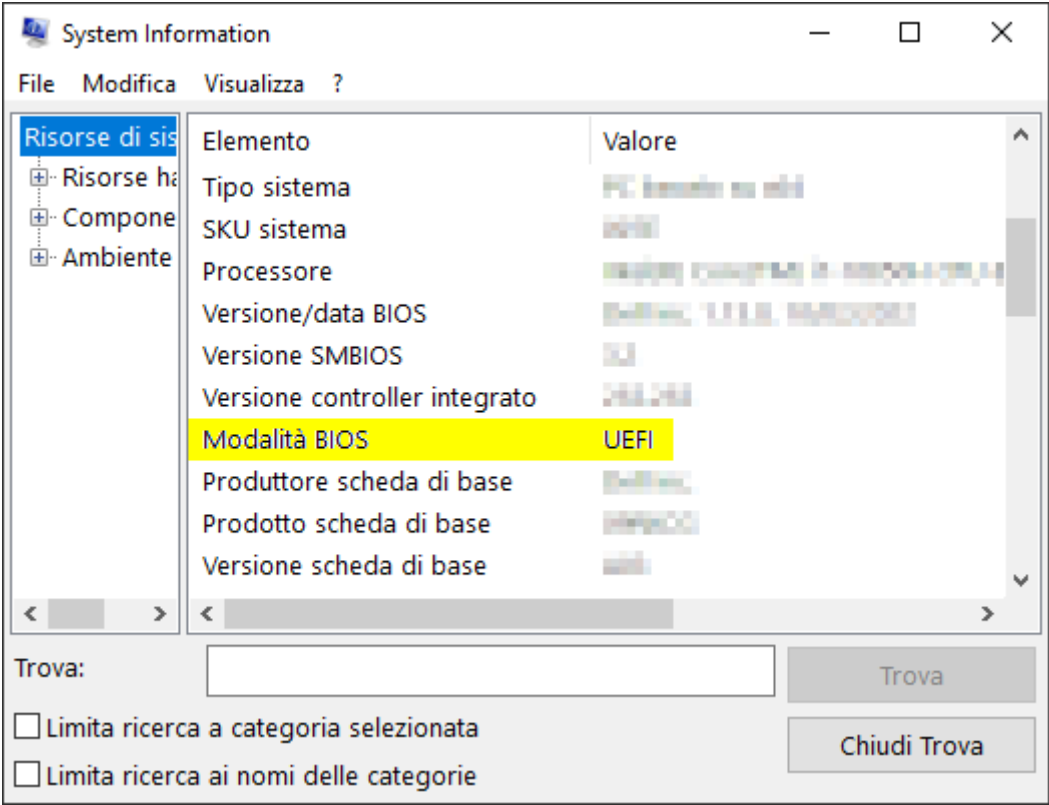 System Information
File Modifica Visualizza ?
Risorse di sis
Risorse ha
Compone
Ambiente
Elemento Valore
Tipo sistema
SKU sistema
Processore
Versione/data BIOS
Versione SMBIOS
Versione controller integrato
Modalità BIOS UEFI
Produttore scheda di base
Prodotto scheda di base
Versione scheda di base
Trova:
Trova
Limita ricerca a categoria selezionata
Chiudi Trova
Limita ricerca ai nomi delle categorie